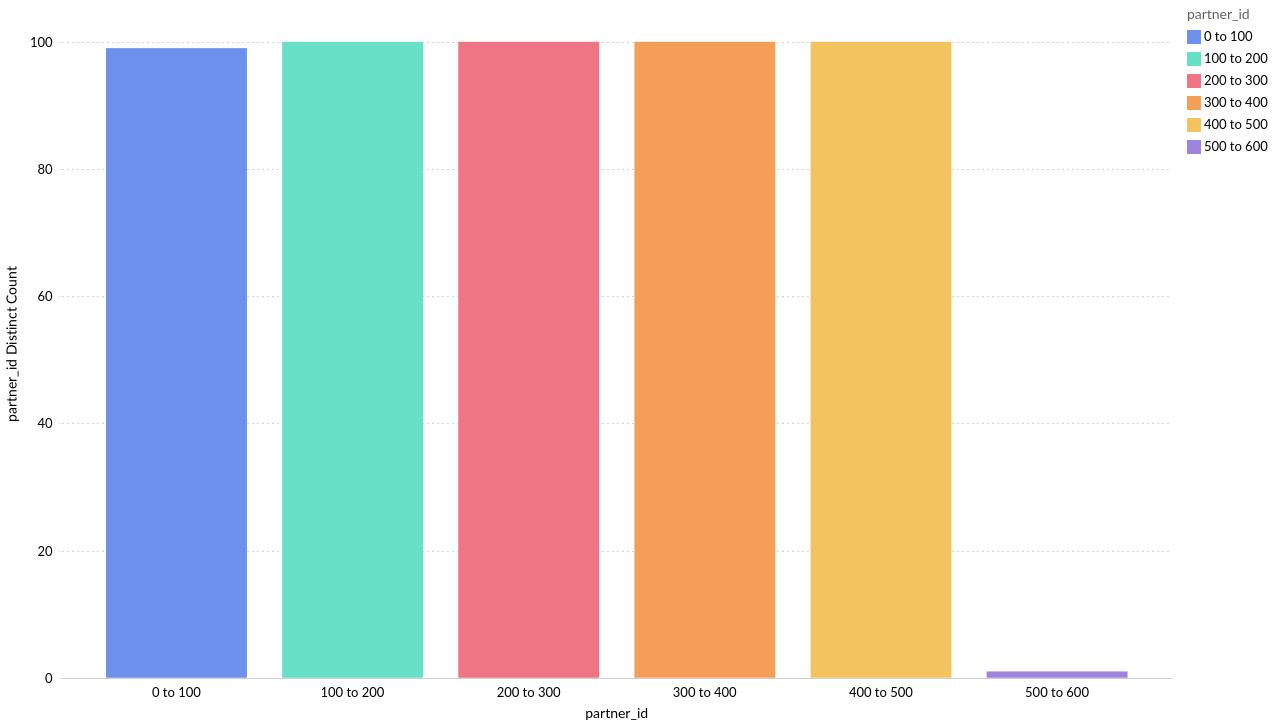 partner_id
0 to 100
100 to 200
200 to 300
300 to 400
400 to 500
500 to 600
100
80
60
40
20
0
partner_id Distinct Count
0 to 100
100 to 200
200 to 300
300 to 400
400 to 500
500 to 600
partner_id